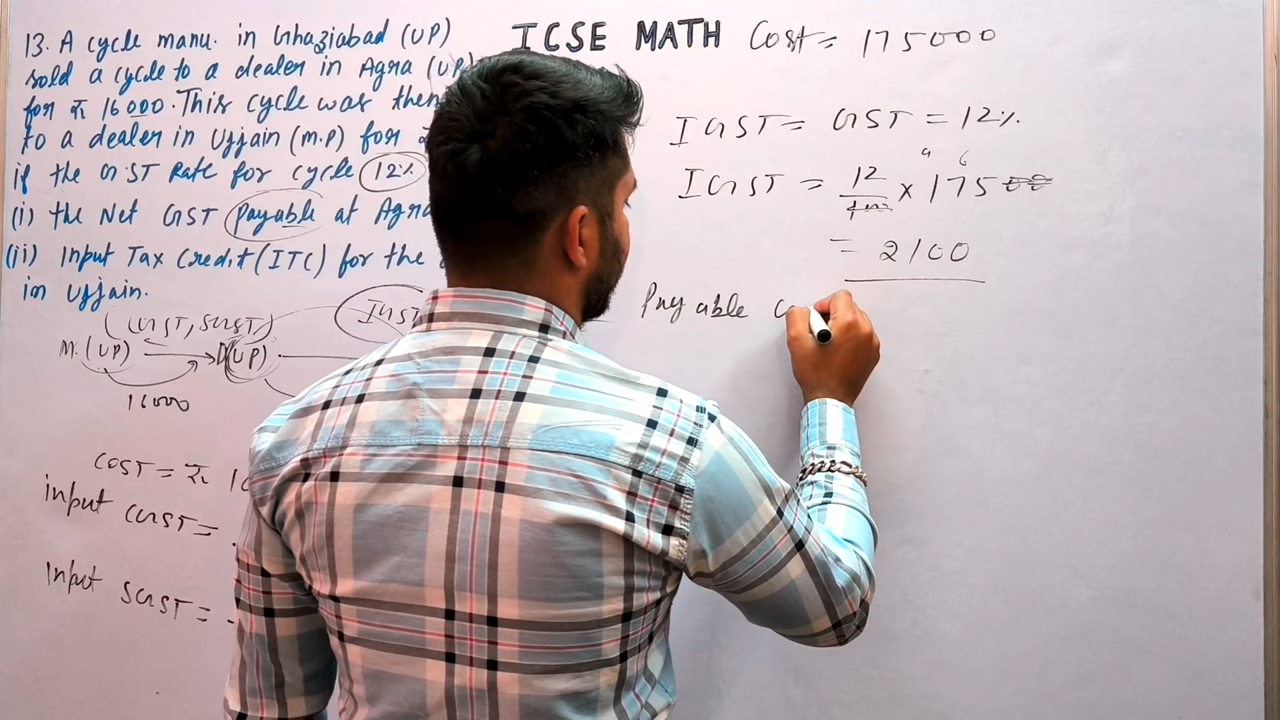 13. A cycle manu. in Ghaziabad (UP)
sold a cycle to a dealer in Agra (UP)
for ₹ 16000. This cycle was then
to a dealer in Ujjain (M.P) for
if the GST Rate for cycle 12%
(i) the Net GST Payable at Agra
(ii) Input Tax Credit (ITC) for the
in Ujjain.
(CGST, SGST)
IGST
M. (UP) → D(UP)
16000
COST = ₹ 1
input CGST =
Input SGST =
ICSE MATH
Cost = 175000
IGST = GST = 12%
IGST = 12/100 × 17500
= 2100
Payable